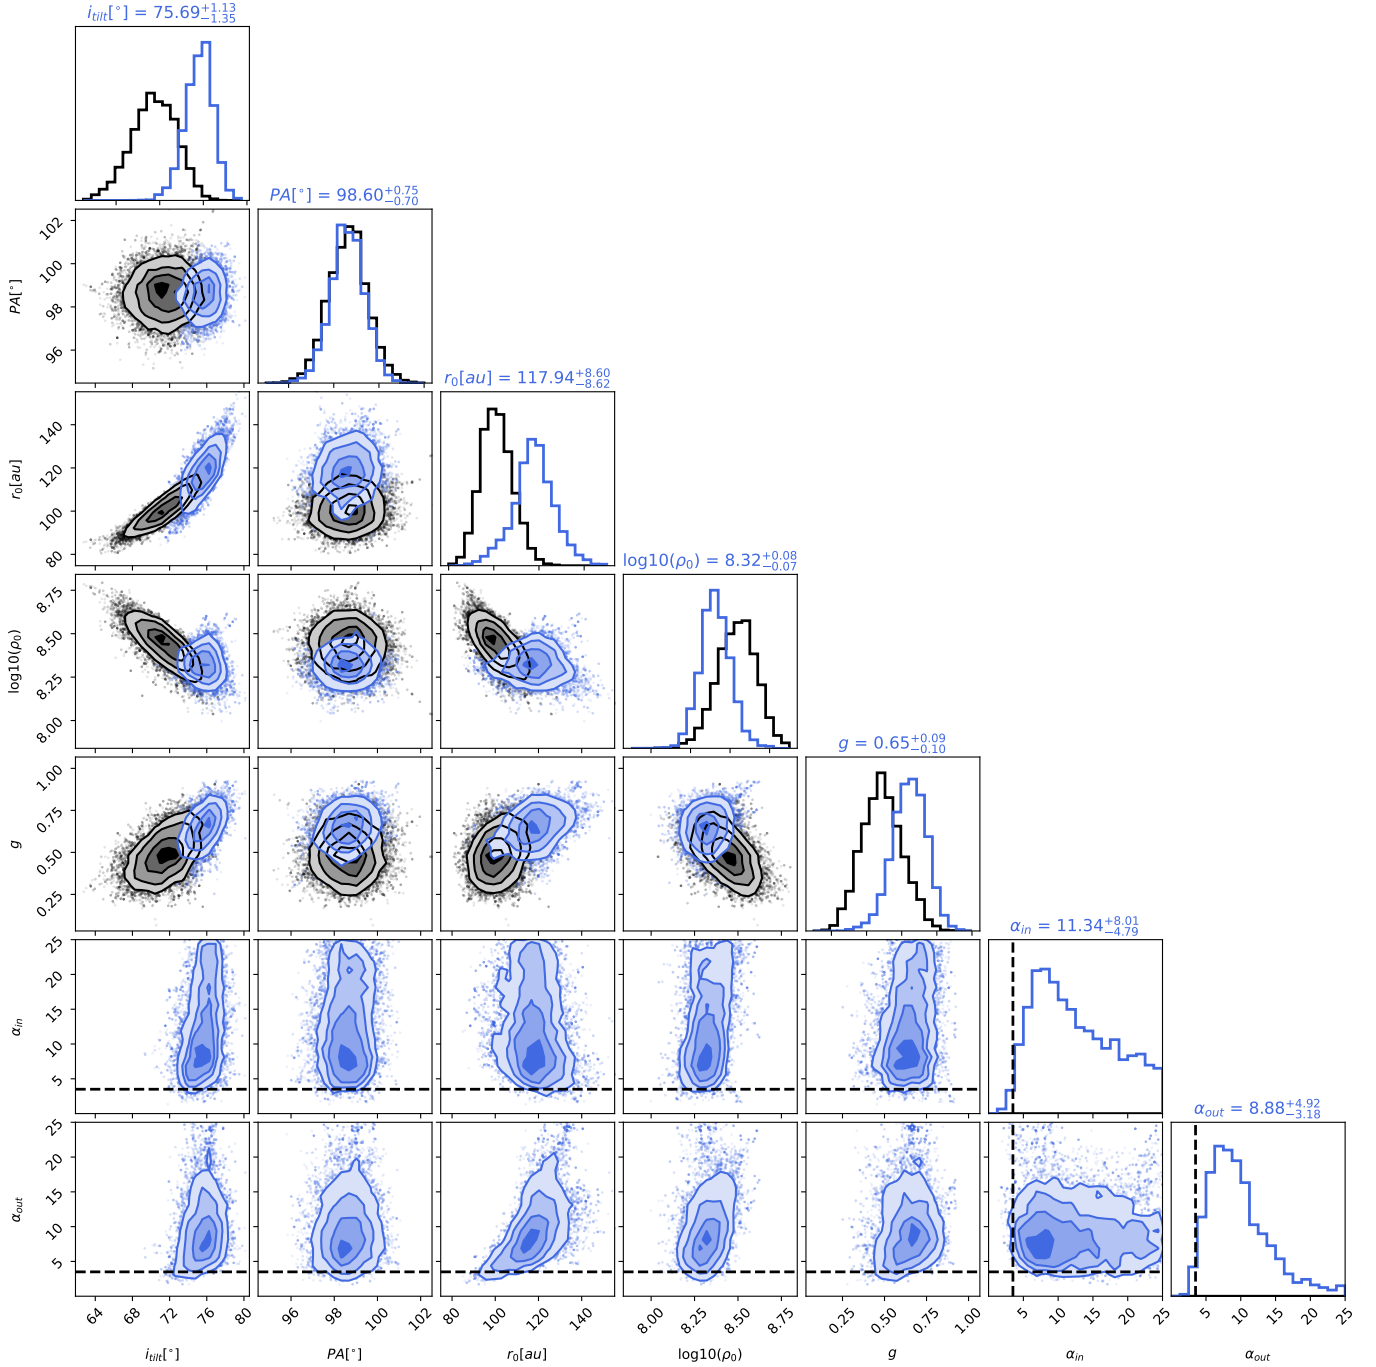 i_tilt[°] = 75.69+1.13−1.35
PA[°] = 98.60+0.75−0.70
102
100
98
96
PA[°]
r0[au] = 117.94+8.60−8.62
140
120
100
80
r0[au]
log10(ρ0) = 8.32+0.08−0.07
8.75
8.50
8.25
8.00
log10(ρ0)
g = 0.65+0.09−0.10
1.00
0.75
0.50
0.25
g
α_in = 11.34+8.01−4.79
25
20
15
10
5
α_in
α_out = 8.88+4.92−3.18
25
20
15
10
5
α_out
64 68 72 76 80 96 98 100 102 80 100 120 140 8.00 8.25 8.50 8.75 0.25 0.50 0.75 1.00 5 10 15 20 25 5 10 15 20 25
i_tilt[°] PA[°] r0[au] log10(ρ0) g α_in α_out